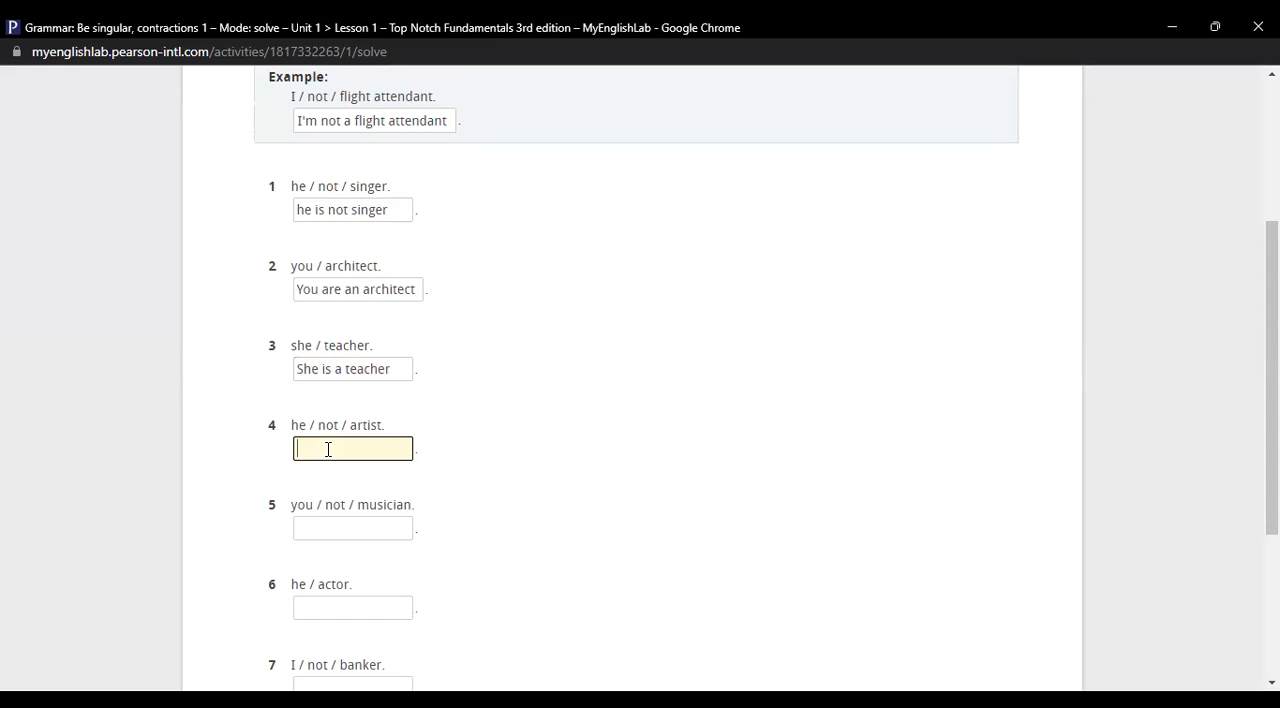 Grammar: Be singular, contractions 1 – Mode: solve – Unit 1 > Lesson 1 – Top Notch Fundamentals 3rd edition – MyEnglishLab - Google Chrome
myenglishlab.pearson-intl.com/activities/1817332263/1/solve
Example:
I / not / flight attendant.
I'm not a flight attendant .
1 he / not / singer.
he is not singer .
2 you / architect.
You are an architect .
3 she / teacher.
She is a teacher .
4 he / not / artist.
.
5 you / not / musician.
.
6 he / actor.
.
7 I / not / banker.